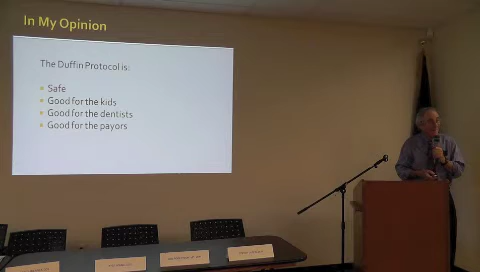 In My Opinion
The Duffin Protocol is:
Safe
Good for the kids
Good for the dentists
Good for the payors